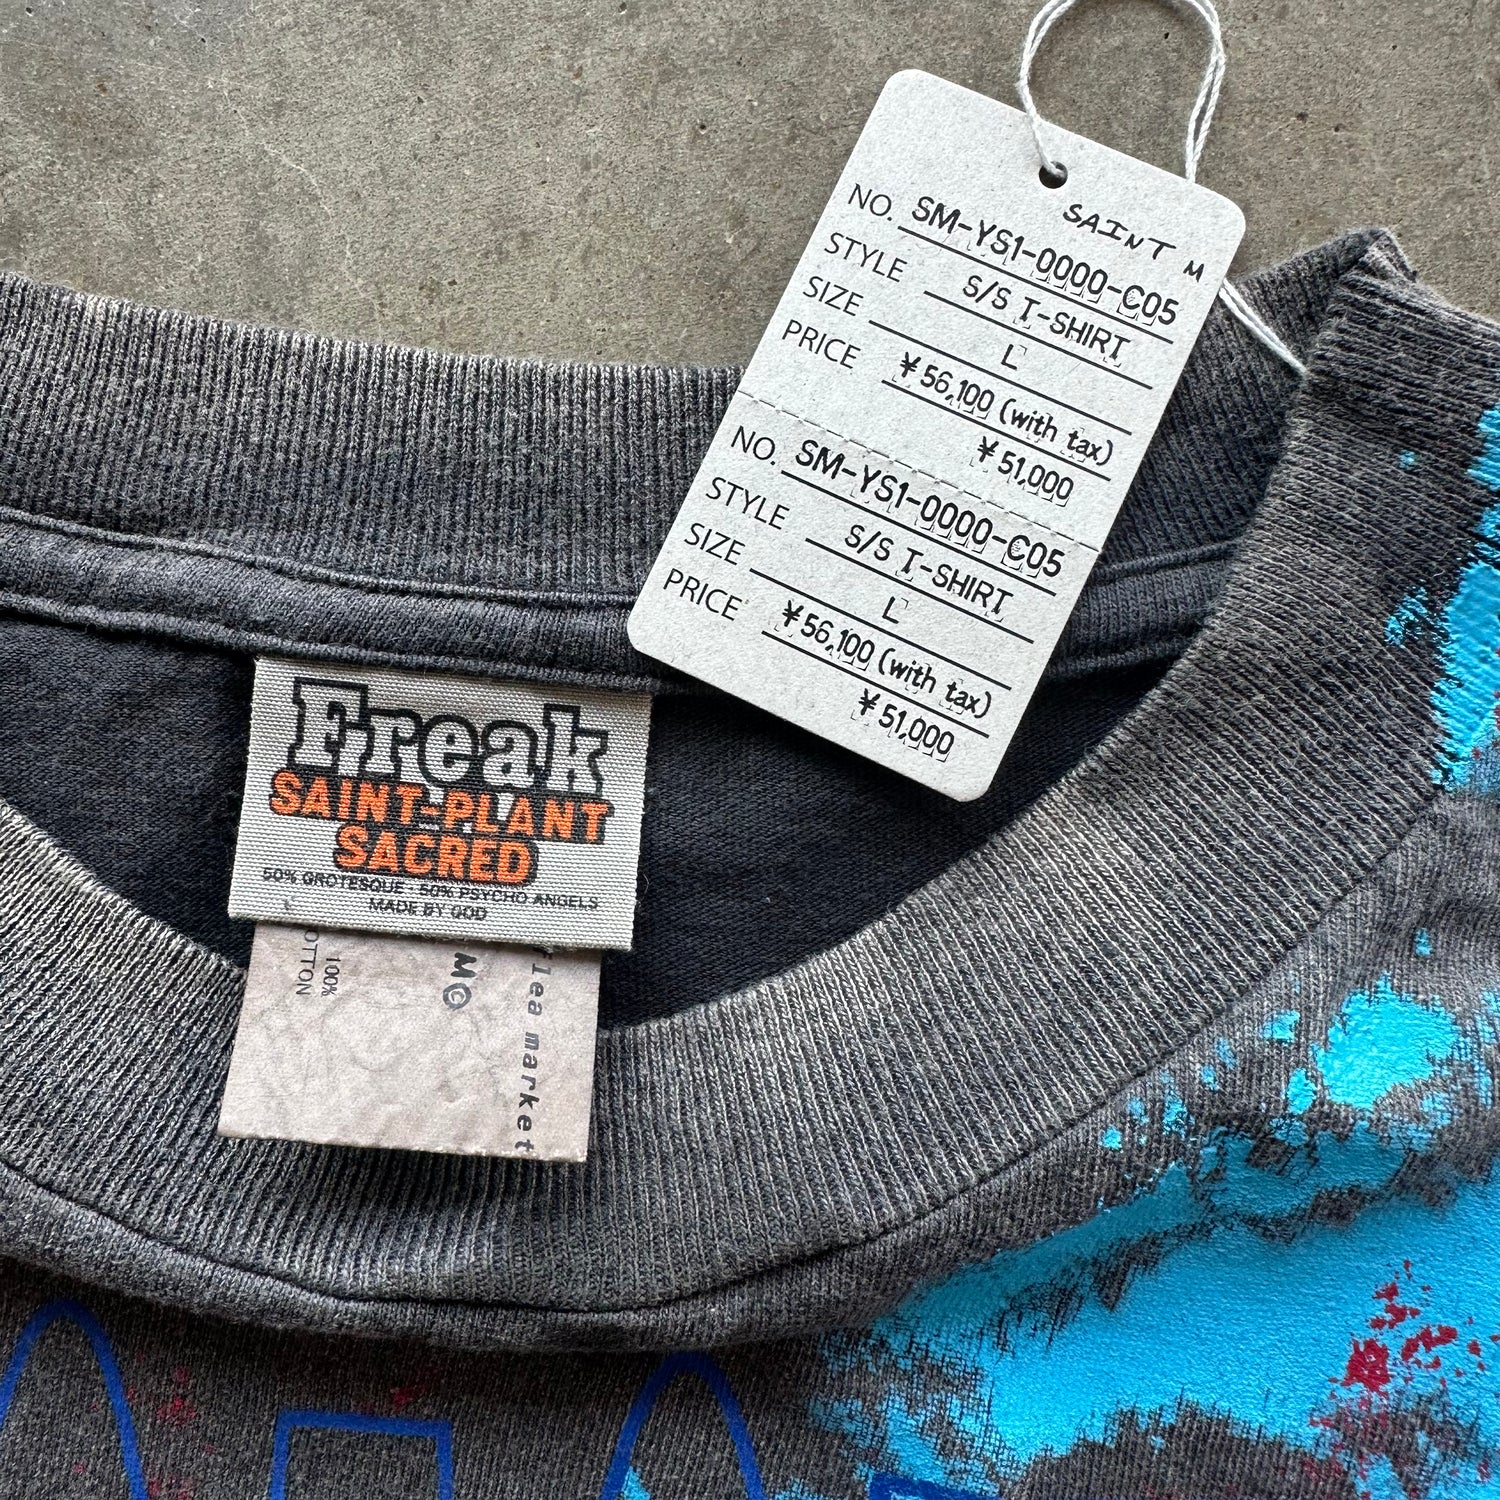 SAINT M
NO. SM-YS1-0000-C05
STYLE S/S T-SHIRT
SIZE L
PRICE ¥56,100 (with tax)
¥51,000
NO. SM-YS1-0000-C05
STYLE S/S T-SHIRT
SIZE L
PRICE ¥56,100 (with tax)
¥51,000
Freak
SAINT-PLANT
SACRED
50% GROTESQUE - 50% PSYCHO ANGELS
MADE BY GOD
flea market
M©
100%
OTTON